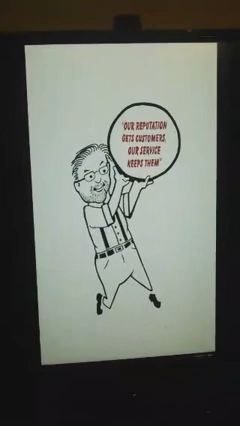 "OUR REPUTATION
GETS CUSTOMERS,
OUR SERVICE
KEEPS THEM"